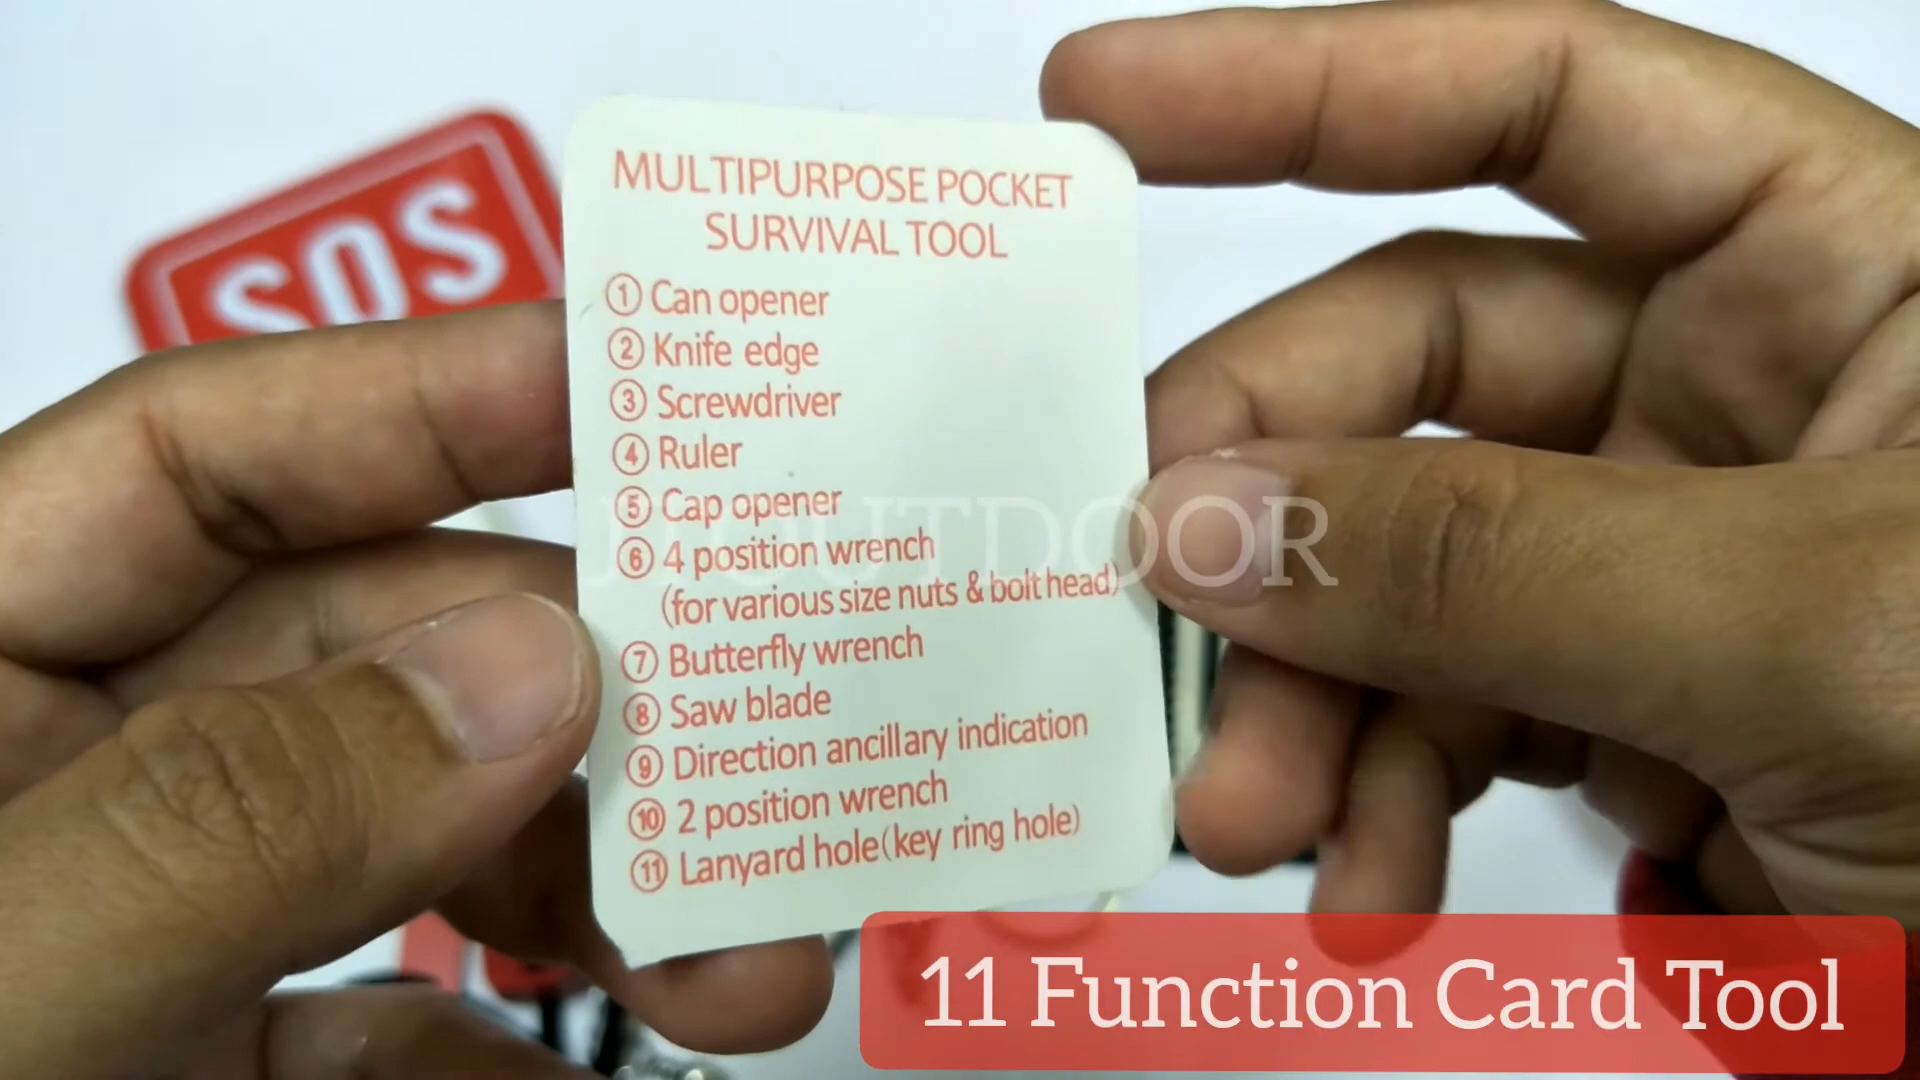 SOS
MULTIPURPOSE POCKET
SURVIVAL TOOL
① Can opener
② Knife edge
③ Screwdriver
④ Ruler
⑤ Cap opener
⑥ 4 position wrench
(for various size nuts & bolt head)
⑦ Butterfly wrench
⑧ Saw blade
⑨ Direction ancillary indication
⑩ 2 position wrench
⑪ Lanyard hole(key ring hole)
11 Function Card Tool